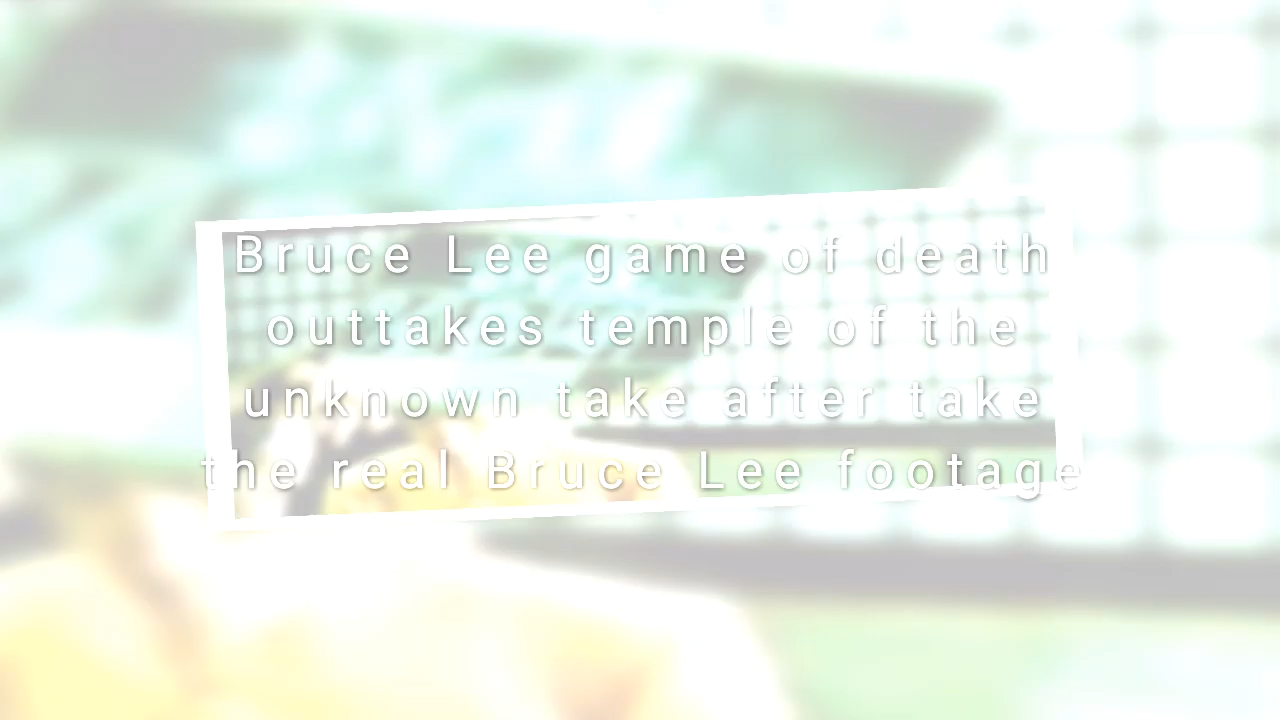 Bruce Lee game of death
outtakes temple of the
unknown take after take
the real Bruce Lee footage